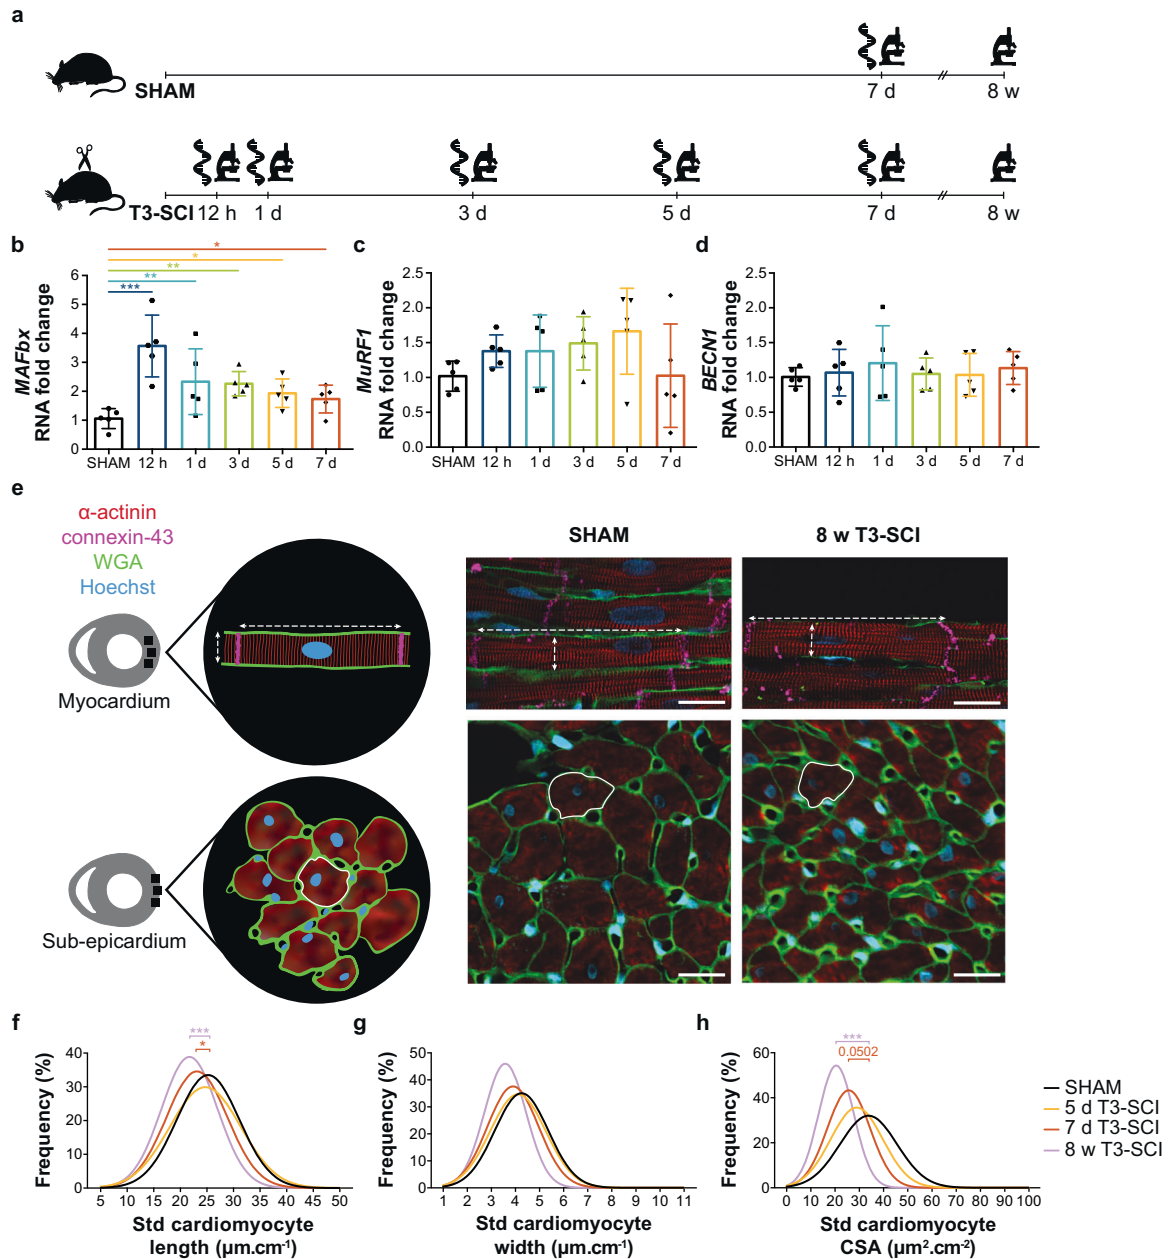 a
SHAM
7 d
8 w
T3-SCI
12 h
1 d
3 d
5 d
7 d
8 w
b
MAFbx
RNA fold change
6
5
4
3
2
1
0
***
**
**
*
*
SHAM
12 h
1 d
3 d
5 d
7 d
c
MuRF1
RNA fold change
2.5
2.0
1.5
1.0
0.5
0.0
SHAM
12 h
1 d
3 d
5 d
7 d
d
BECN1
RNA fold change
2.5
2.0
1.5
1.0
0.5
0.0
SHAM
12 h
1 d
3 d
5 d
7 d
e
α-actinin
connexin-43
WGA
Hoechst
Myocardium
Sub-epicardium
SHAM
8 w T3-SCI
f
Frequency (%)
40
30
20
10
0
***
*
5 10 15 20 25 30 35 40 45 50
Std cardiomyocyte
length (µm.cm⁻¹)
g
Frequency (%)
50
40
30
20
10
0
1 2 3 4 5 6 7 8 9 10 11
Std cardiomyocyte
width (µm.cm⁻¹)
h
Frequency (%)
60
40
20
0
***
0.0502
0 10 20 30 40 50 60 70 80 90 100
Std cardiomyocyte
CSA (µm².cm⁻²)
SHAM
5 d T3-SCI
7 d T3-SCI
8 w T3-SCI